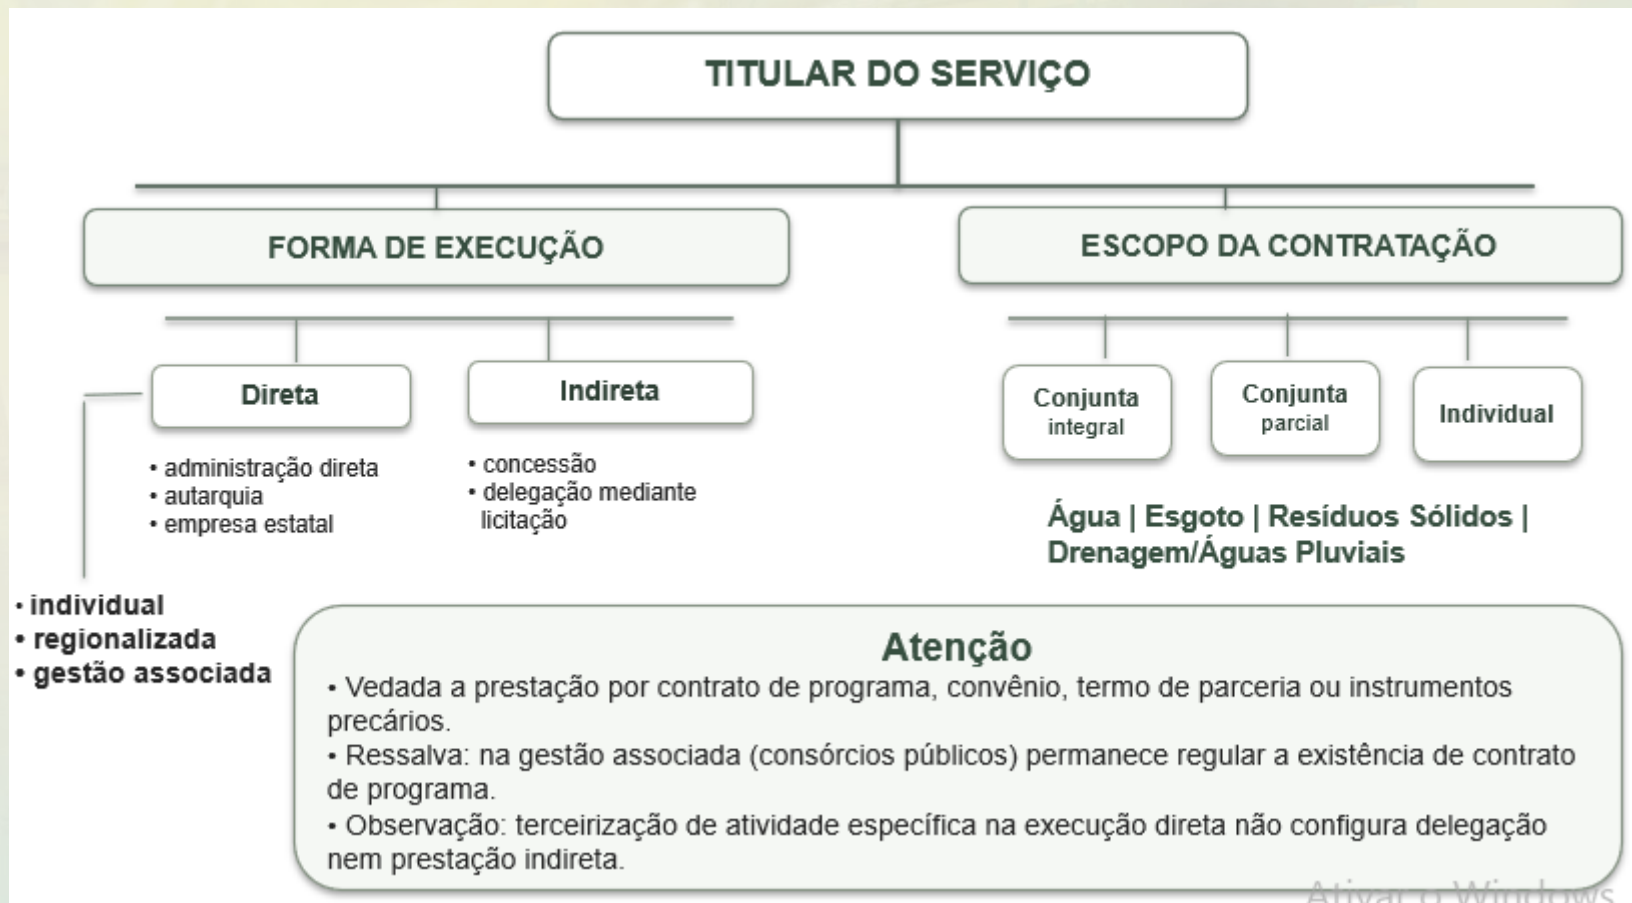 TITULAR DO SERVIÇO
FORMA DE EXECUÇÃO
ESCOPO DA CONTRATAÇÃO
Direta
Indireta
Conjunta
integral
Conjunta
parcial
Individual
• administração direta
• autarquia
• empresa estatal
• concessão
• delegação mediante
licitação
Água | Esgoto | Resíduos Sólidos |
Drenagem/Águas Pluviais
• individual
• regionalizada
• gestão associada
Atenção
• Vedada a prestação por contrato de programa, convênio, termo de parceria ou instrumentos
precários.
• Ressalva: na gestão associada (consórcios públicos) permanece regular a existência de contrato
de programa.
• Observação: terceirização de atividade específica na execução direta não configura delegação
nem prestação indireta.
Ativar o Windows